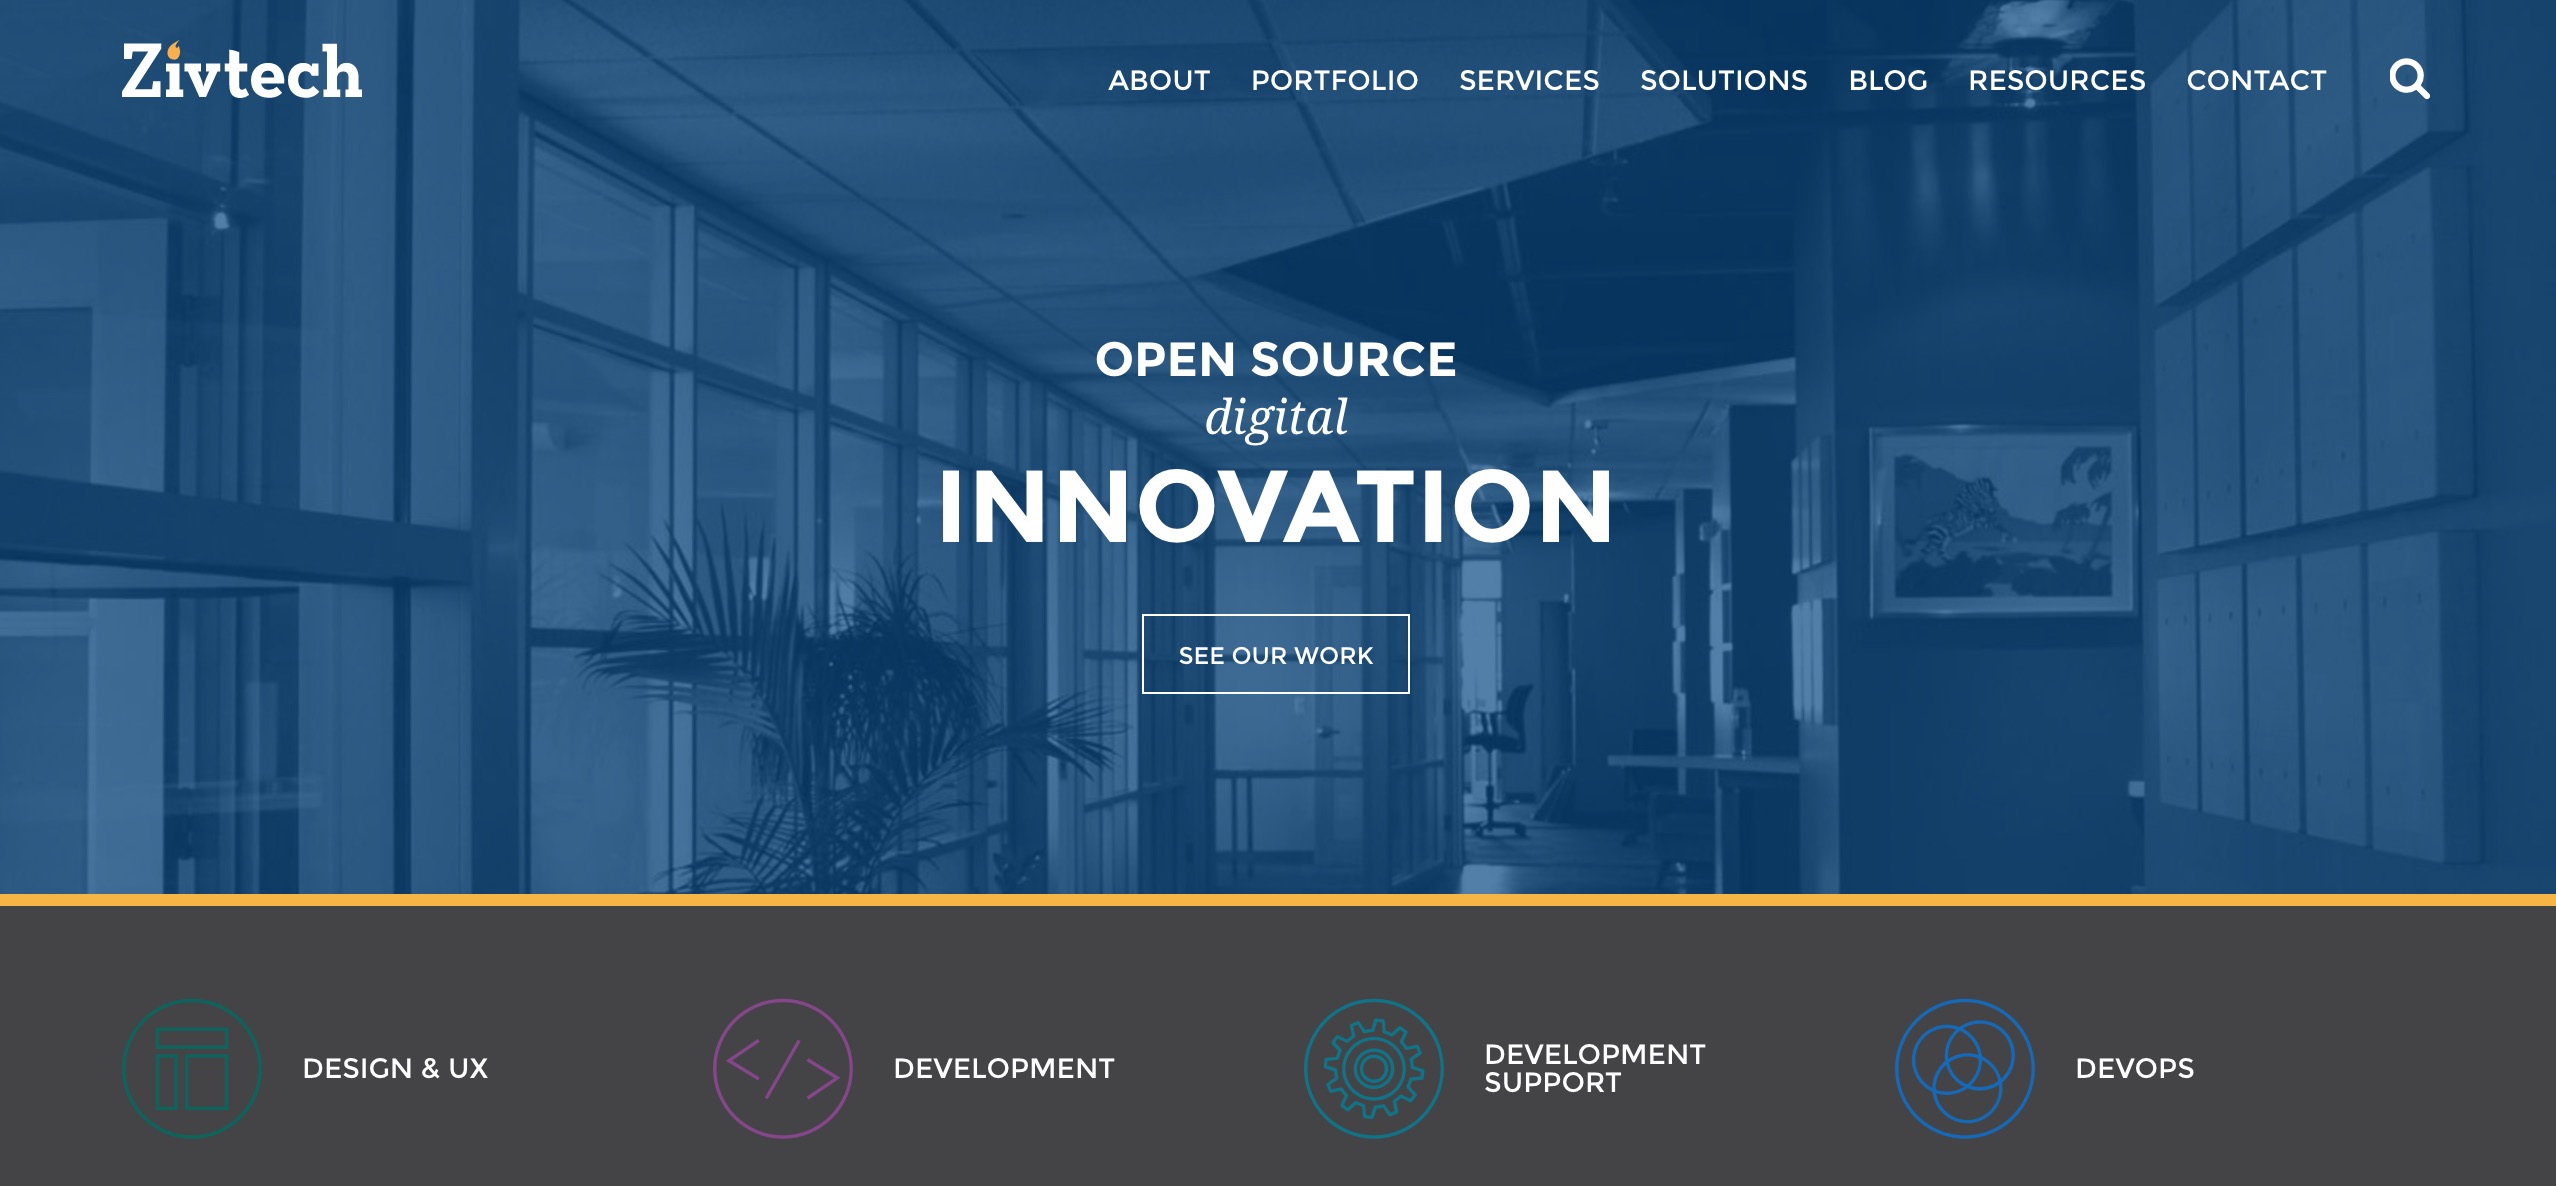 Zivtech
ABOUT PORTFOLIO SERVICES SOLUTIONS BLOG RESOURCES CONTACT
OPEN SOURCE
digital
INNOVATION
SEE OUR WORK
DESIGN & UX
DEVELOPMENT
DEVELOPMENT
SUPPORT
DEVOPS